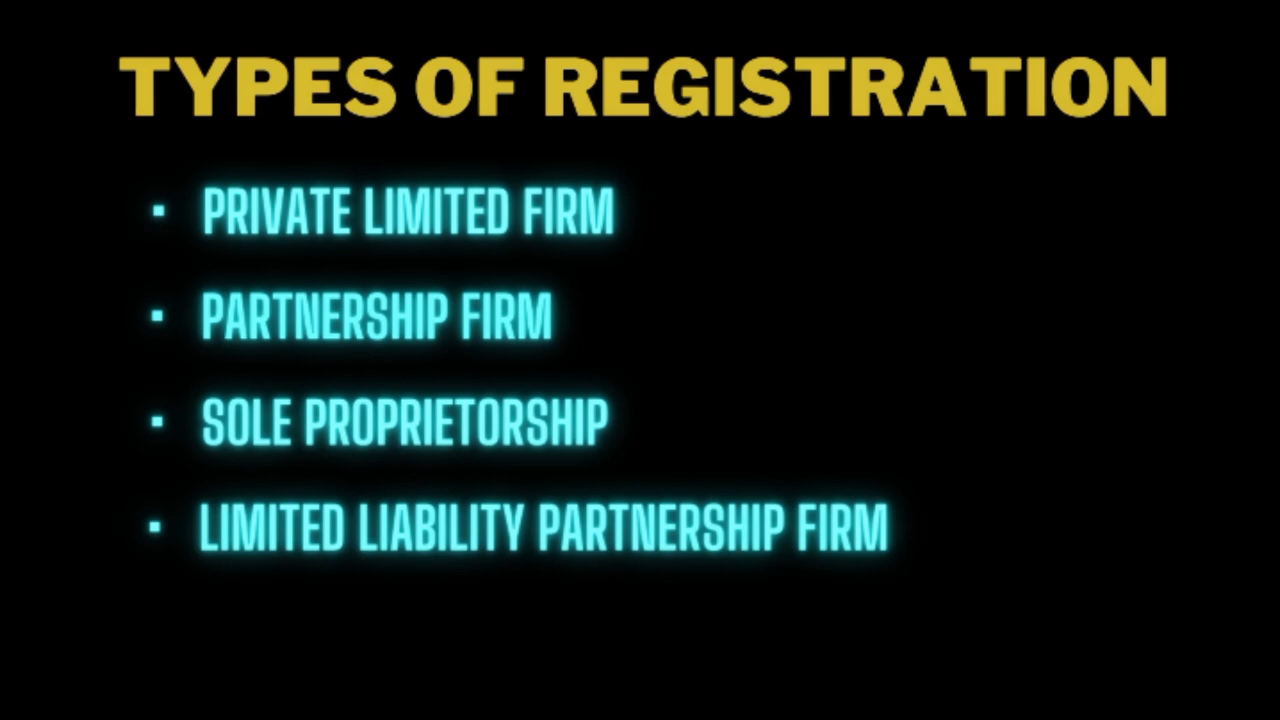 TYPES OF REGISTRATION
▪ PRIVATE LIMITED FIRM
▪ PARTNERSHIP FIRM
▪ SOLE PROPRIETORSHIP
▪ LIMITED LIABILITY PARTNERSHIP FIRM